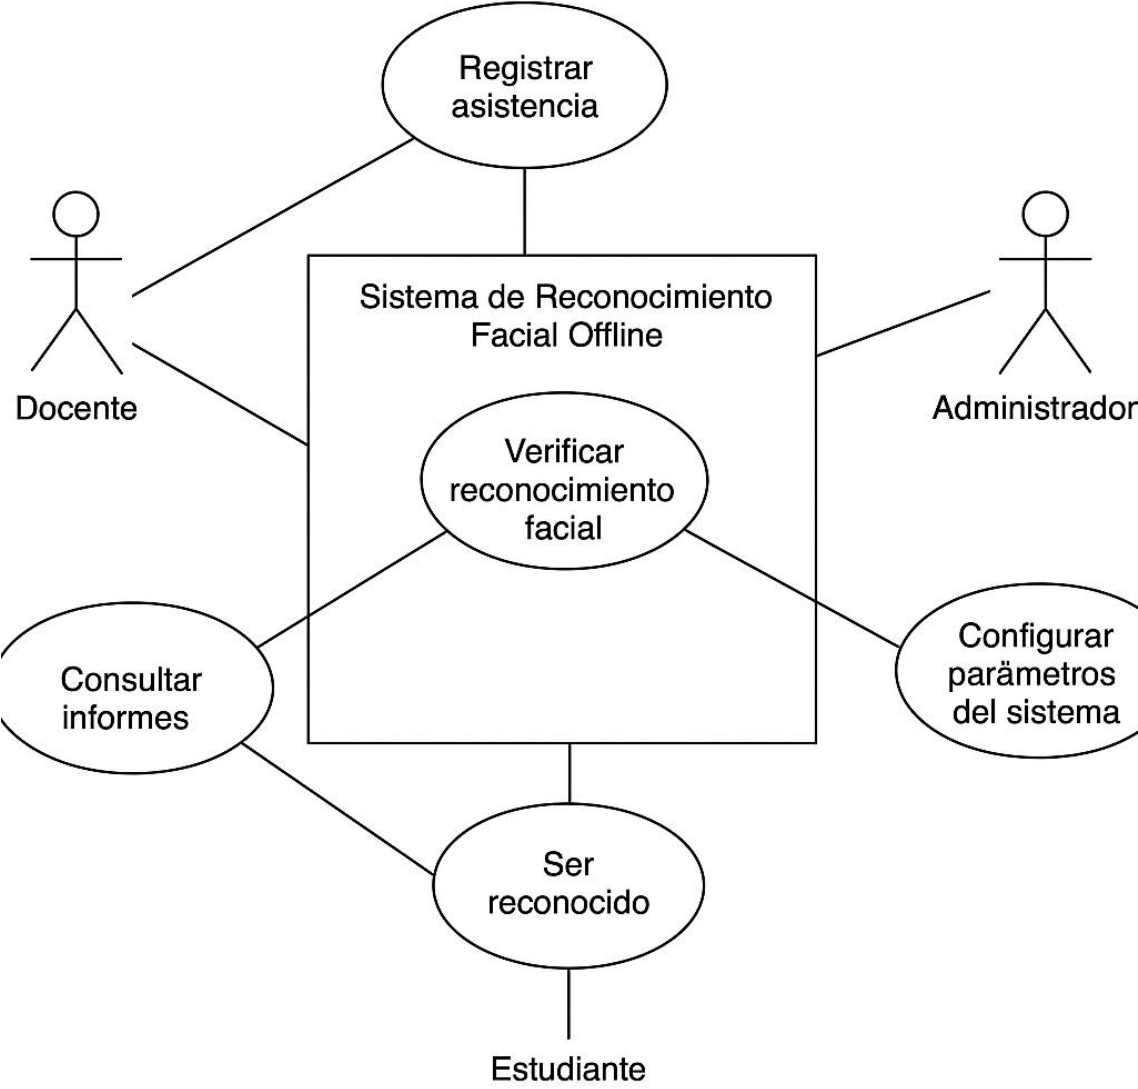 Registrar
asistencia
Sistema de Reconocimiento
Facial Offline
Docente
Administrador
Verificar
reconocimiento
facial
Consultar
informes
Configurar
parämetros
del sistema
Ser
reconocido
Estudiante